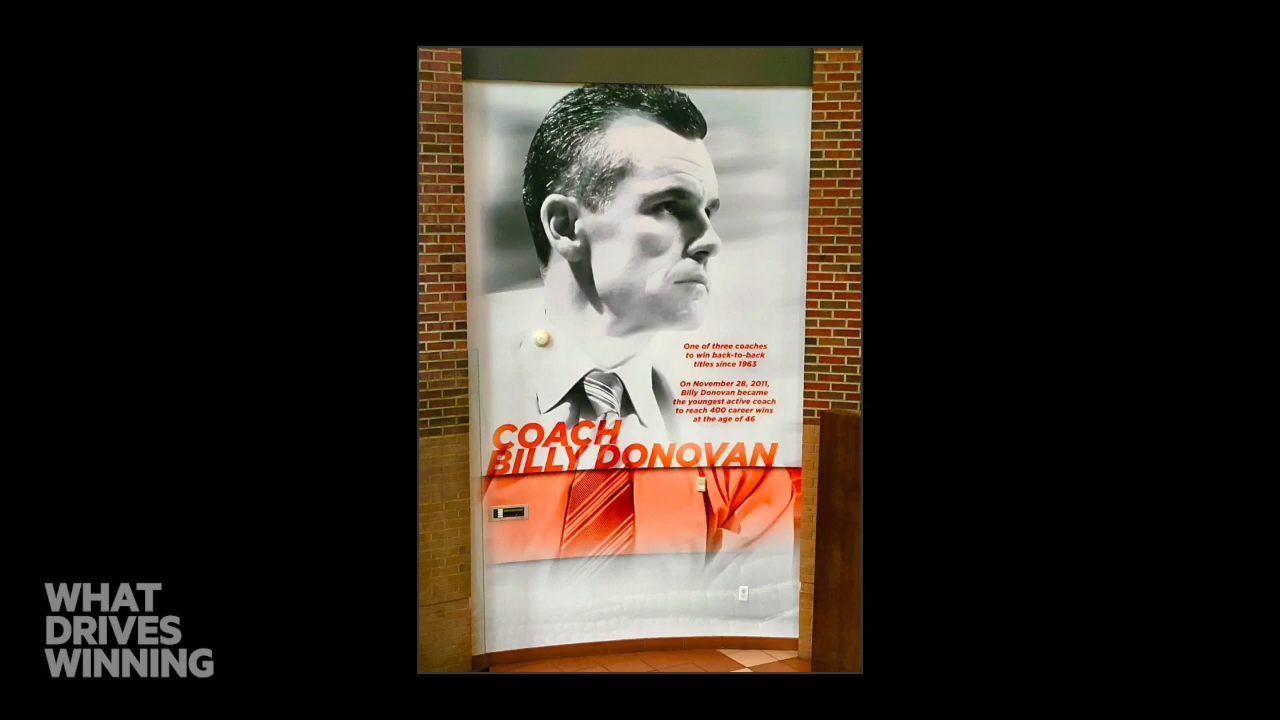 One of three coaches
to win back-to-back
titles since 1963
On November 28, 2011,
Billy Donovan became
the youngest active coach
to reach 400 career wins
at the age of 46
COACH
BILLY DONOVAN
WHAT
DRIVES
WINNING